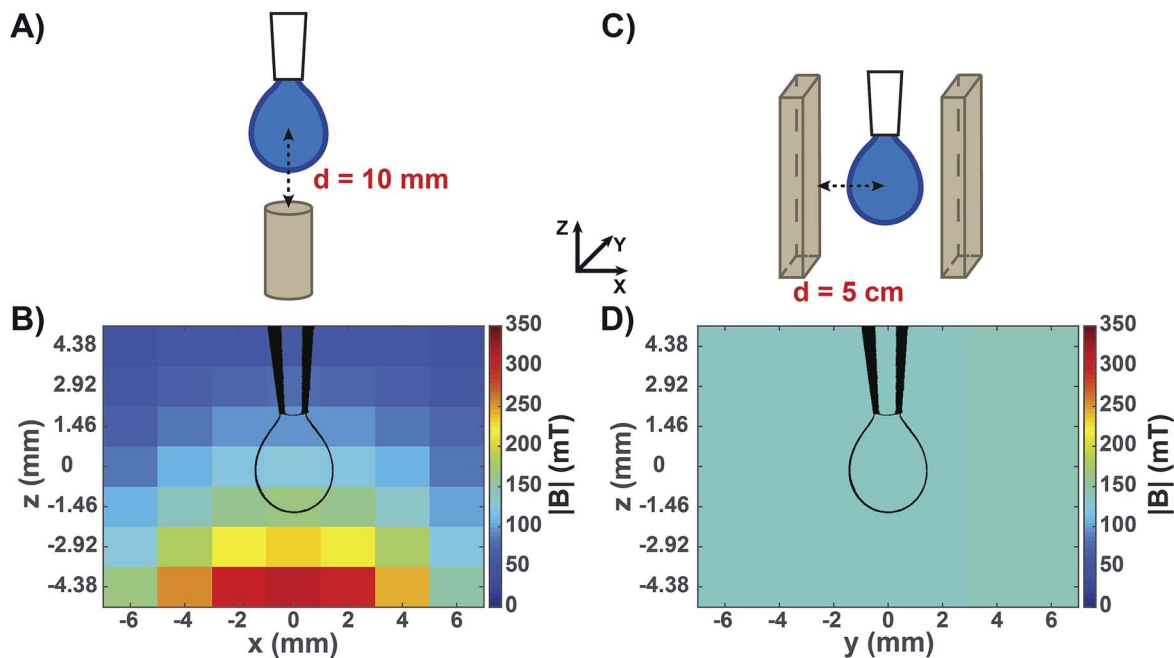 A)
d = 10 mm
C)
d = 5 cm
Z
Y
X
B)
4.38
2.92
1.46
0
-1.46
-2.92
-4.38
z (mm)
-6 -4 -2 0 2 4 6
x (mm)
350
300
250
200
150
100
50
0
|B| (mT)
D)
4.38
2.92
1.46
0
-1.46
-2.92
-4.38
z (mm)
-6 -4 -2 0 2 4 6
y (mm)
350
300
250
200
150
100
50
0
|B| (mT)